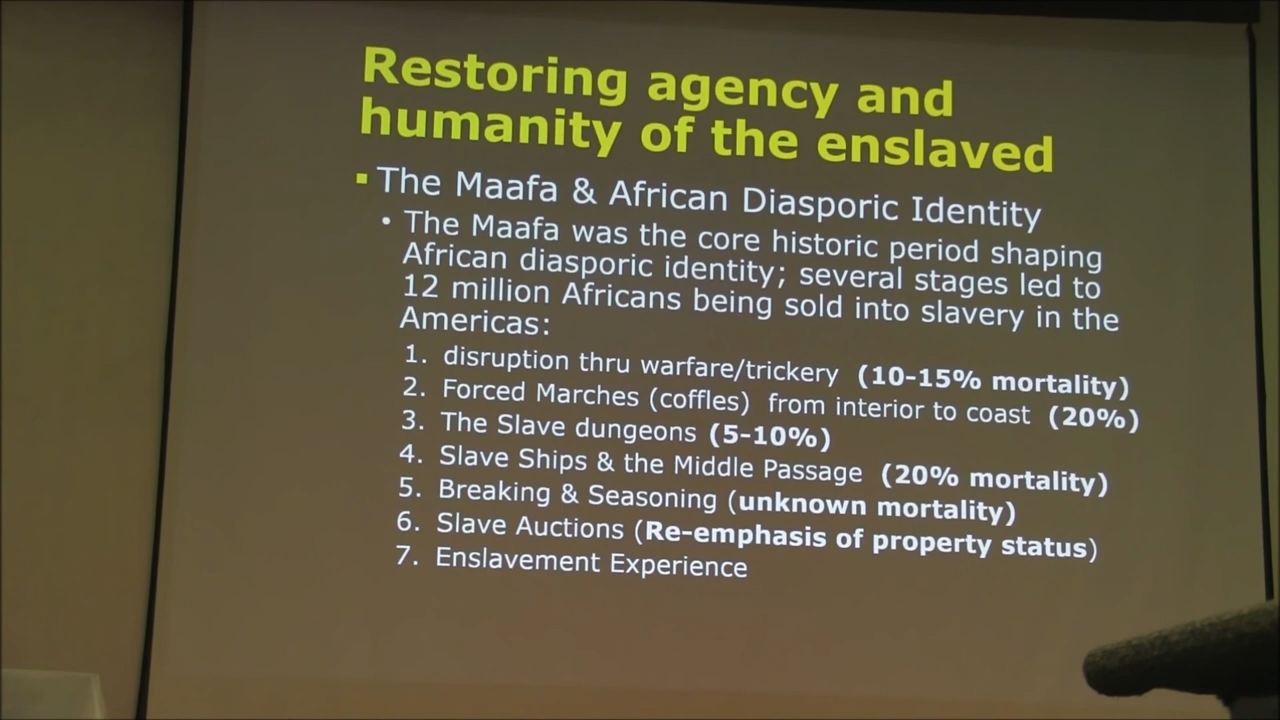 Restoring agency and
humanity of the enslaved
▪ The Maafa & African Diasporic Identity
• The Maafa was the core historic period shaping
African diasporic identity; several stages led to
12 million Africans being sold into slavery in the
Americas:
1. disruption thru warfare/trickery (10-15% mortality)
2. Forced Marches (coffles) from interior to coast (20%)
3. The Slave dungeons (5-10%)
4. Slave Ships & the Middle Passage (20% mortality)
5. Breaking & Seasoning (unknown mortality)
6. Slave Auctions (Re-emphasis of property status)
7. Enslavement Experience